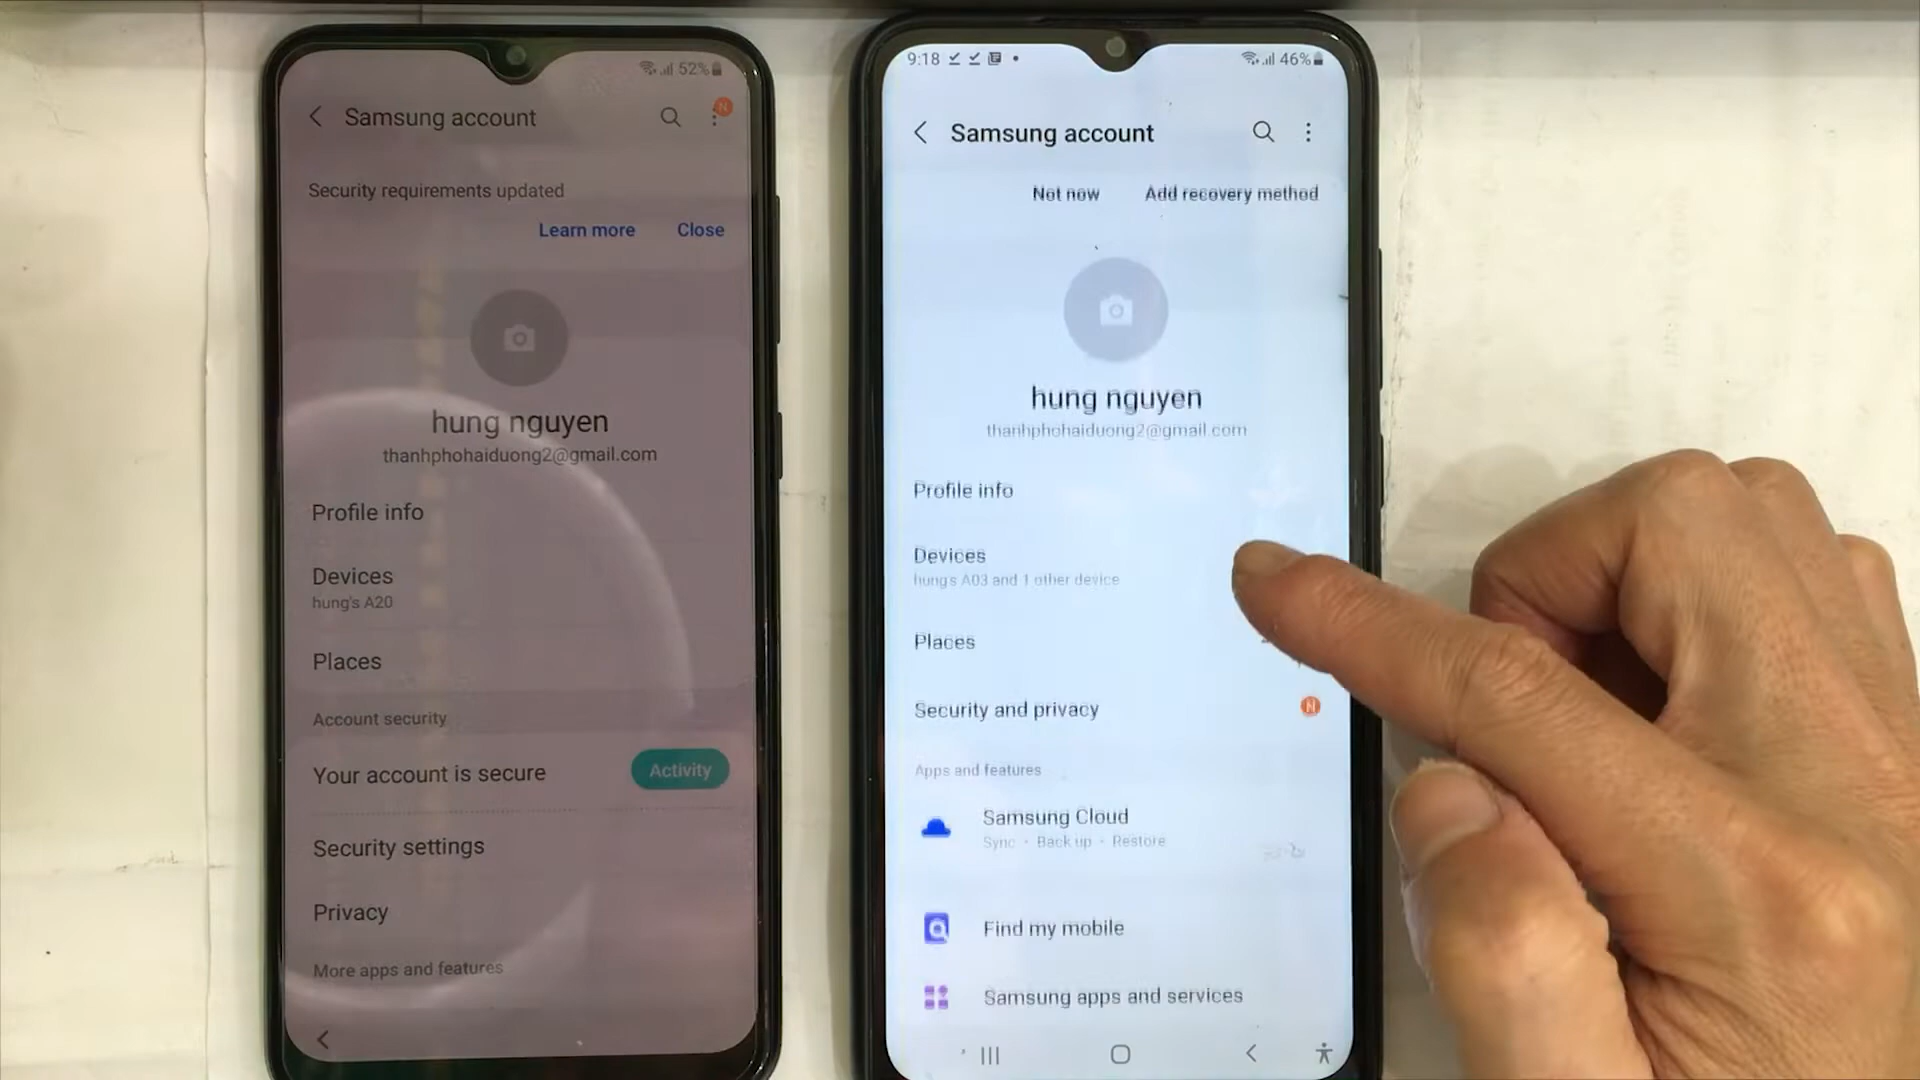 52%
Samsung account
N
Security requirements updated
Learn more Close
hung nguyen
thanhphohaiduong2@gmail.com
Profile info
Devices
hung's A20
Places
Account security
Your account is secure
Activity
Security settings
Privacy
More apps and features
9:18 46%
Samsung account
Not now Add recovery method
hung nguyen
thanhphohaiduong2@gmail.com
Profile info
Devices
hung's A03 and 1 other device
Places
Security and privacy N
Apps and features
Samsung Cloud
Sync · Back up · Restore
Find my mobile
Samsung apps and services